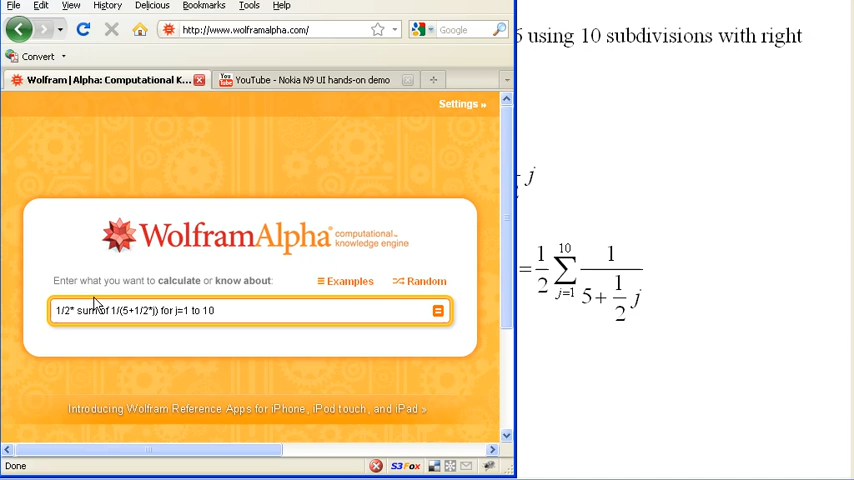 File Edit View History Delicious Bookmarks Tools Help
http://www.wolframalpha.com/
Google
Convert
Wolfram | Alpha: Computational K...
YouTube - Nokia N9 UI hands-on demo
Settings »
WolframAlpha computational knowledge engine
Enter what you want to calculate or know about:
Examples
Random
1/2* sum of 1/(5+1/2*j) for j=1 to 10
Introducing Wolfram Reference Apps for iPhone, iPod touch, and iPad »
Done
S3Fox
6 using 10 subdivisions with right
j
= 1/2 ∑ j=1 10 1/(5+1/2 j)